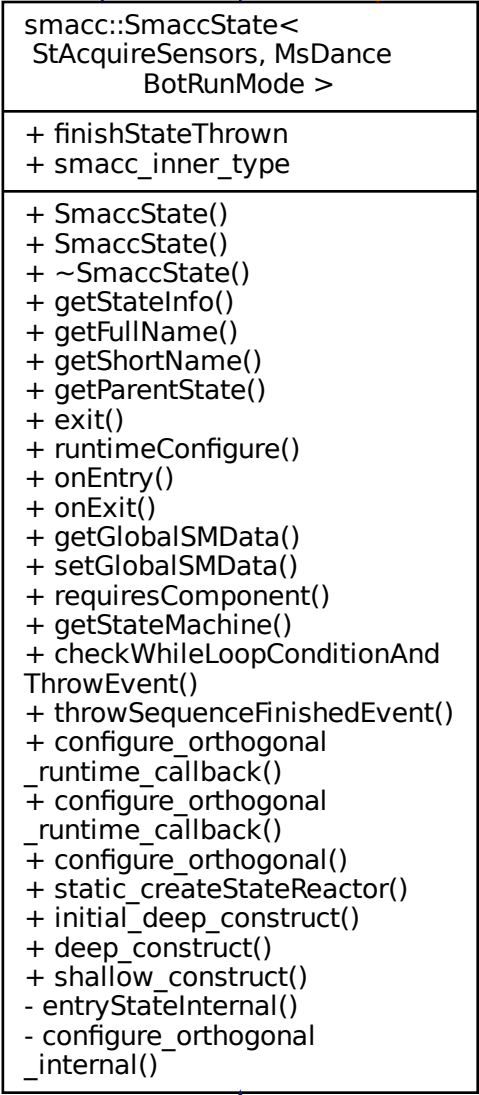 smacc::SmaccState<
StAcquireSensors, MsDance
BotRunMode >
+ finishStateThrown
+ smacc_inner_type
+ SmaccState()
+ SmaccState()
+ ~SmaccState()
+ getStateInfo()
+ getFullName()
+ getShortName()
+ getParentState()
+ exit()
+ runtimeConfigure()
+ onEntry()
+ onExit()
+ getGlobalSMData()
+ setGlobalSMData()
+ requiresComponent()
+ getStateMachine()
+ checkWhileLoopConditionAnd
ThrowEvent()
+ throwSequenceFinishedEvent()
+ configure_orthogonal
_runtime_callback()
+ configure_orthogonal
_runtime_callback()
+ configure_orthogonal()
+ static_createStateReactor()
+ initial_deep_construct()
+ deep_construct()
+ shallow_construct()
- entryStateInternal()
- configure_orthogonal
_internal()